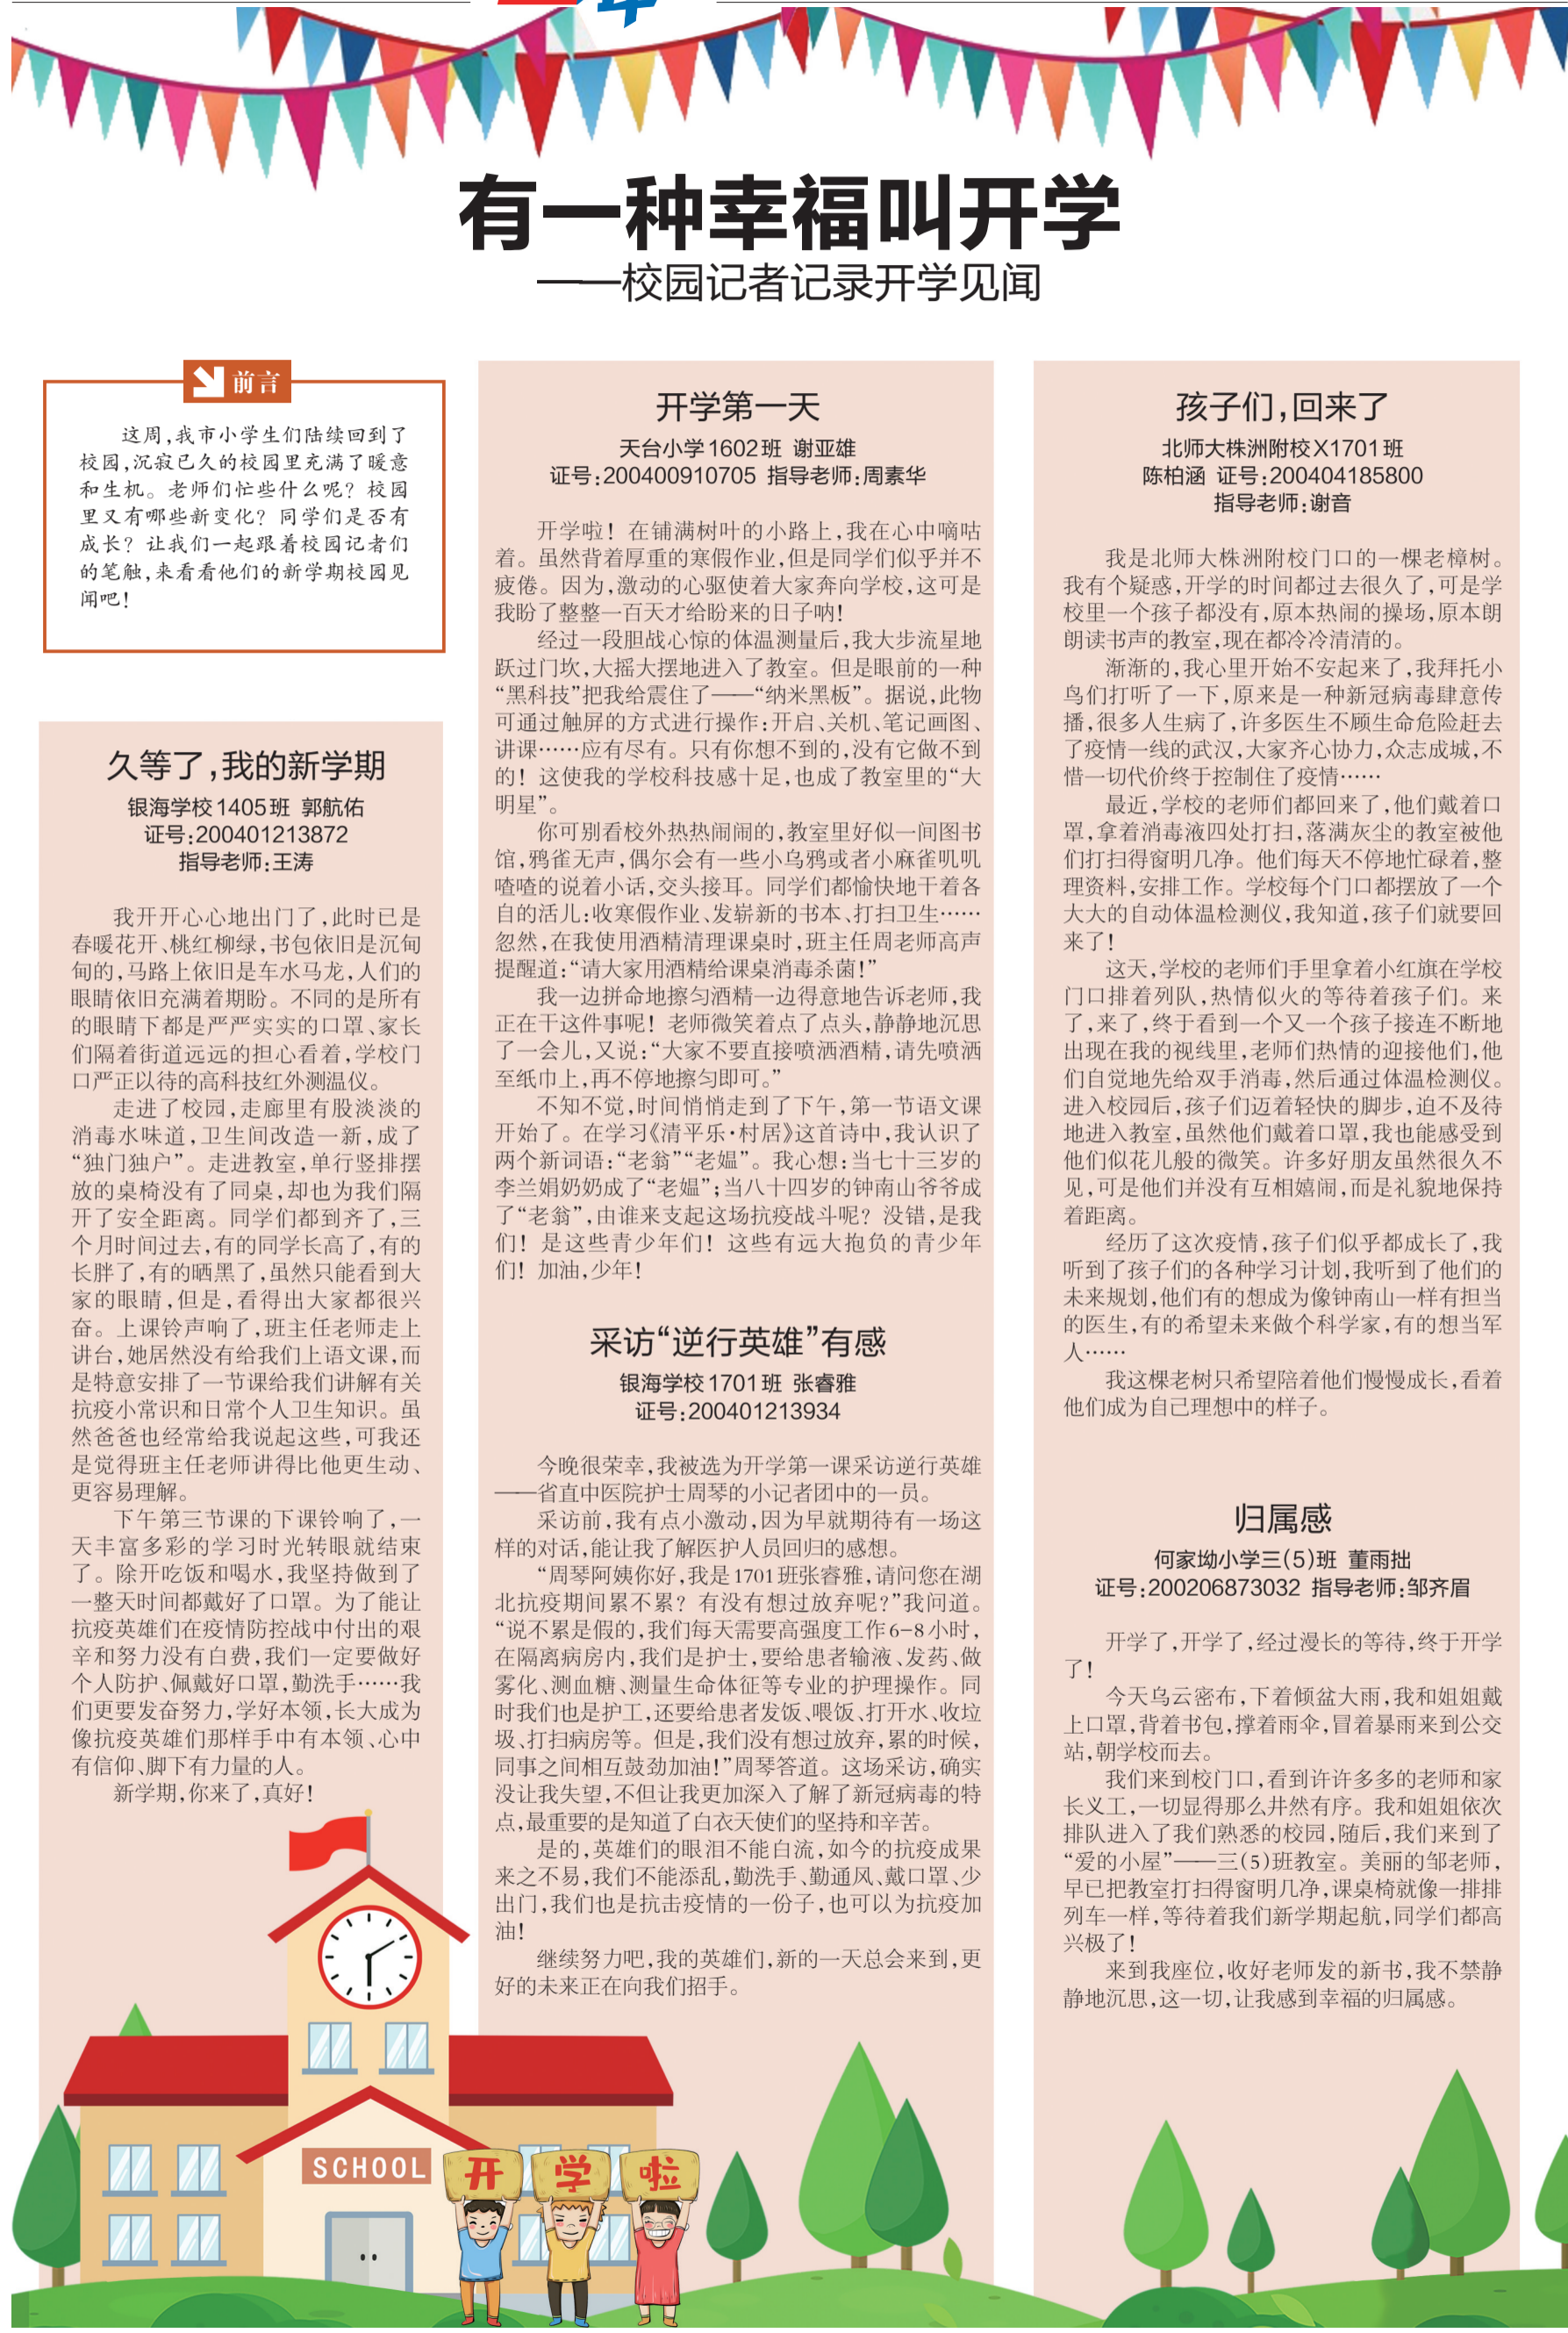 有一种幸福叫开学
——校园记者记录开学见闻
前言
这周,我市小学生们陆续回到了
校园,沉寂已久的校园里充满了暖意
和生机。老师们忙些什么呢?校园
里又有哪些新变化?同学们是否有
成长?让我们一起跟着校园记者们
的笔触,来看看他们的新学期校园见
闻吧!
久等了,我的新学期
银海学校1405班 郭航佑
证号:200401213872
指导老师:王涛
我开开心心地出门了,此时已是
春暖花开、桃红柳绿,书包依旧是沉甸
甸的,马路上依旧是车水马龙,人们的
眼睛依旧充满着期盼。不同的是所有
的眼睛下都是严严实实的口罩、家长
们隔着街道远远的担心看着,学校门
口严正以待的高科技红外测温仪。
走进了校园,走廊里有股淡淡的
消毒水味道,卫生间改造一新,成了
“独门独户”。走进教室,单行竖排摆
放的桌椅没有了同桌,却也为我们隔
开了安全距离。同学们都到齐了,三
个月时间过去,有的同学长高了,有的
长胖了,有的晒黑了,虽然只能看到大
家的眼睛,但是,看得出大家都很兴
奋。上课铃声响了,班主任老师走上
讲台,她居然没有给我们上语文课,而
是特意安排了一节课给我们讲解有关
抗疫小常识和日常个人卫生知识。虽
然爸爸也经常给我说起这些,可我还
是觉得班主任老师讲得比他更生动、
更容易理解。
下午第三节课的下课铃响了,一
天丰富多彩的学习时光转眼就结束
了。除开吃饭和喝水,我坚持做到了
一整天时间都戴好了口罩。为了能让
抗疫英雄们在疫情防控战中付出的艰
辛和努力没有白费,我们一定要做好
个人防护、佩戴好口罩,勤洗手……我
们更要发奋努力,学好本领,长大成为
像抗疫英雄们那样手中有本领、心中
有信仰、脚下有力量的人。
新学期,你来了,真好!
开学第一天
天台小学1602班 谢亚雄
证号:200400910705 指导老师:周素华
开学啦!在铺满树叶的小路上,我在心中嘀咕
着。虽然背着厚重的寒假作业,但是同学们似乎并不
疲倦。因为,激动的心驱使着大家奔向学校,这可是
我盼了整整一百天才给盼来的日子呐!
经过一段胆战心惊的体温测量后,我大步流星地
跃过门坎,大摇大摆地进入了教室。但是眼前的一种
“黑科技”把我给震住了——“纳米黑板”。据说,此物
可通过触屏的方式进行操作:开启、关机、笔记画图、
讲课……应有尽有。只有你想不到的,没有它做不到
的!这使我的学校科技感十足,也成了教室里的“大
明星”。
你可别看校外热热闹闹的,教室里好似一间图书
馆,鸦雀无声,偶尔会有一些小乌鸦或者小麻雀叽叽
喳喳的说着小话,交头接耳。同学们都愉快地干着各
自的活儿:收寒假作业、发崭新的书本、打扫卫生……
忽然,在我使用酒精清理课桌时,班主任周老师高声
提醒道:“请大家用酒精给课桌消毒杀菌!”
我一边拼命地擦匀酒精一边得意地告诉老师,我
正在干这件事呢!老师微笑着点了点头,静静地沉思
了一会儿,又说:“大家不要直接喷洒酒精,请先喷洒
至纸巾上,再不停地擦匀即可。”
不知不觉,时间悄悄走到了下午,第一节语文课
开始了。在学习《清平乐·村居》这首诗中,我认识了
两个新词语:“老翁”“老媪”。我心想:当七十三岁的
李兰娟奶奶成了“老媪”;当八十四岁的钟南山爷爷成
了“老翁”,由谁来支起这场抗疫战斗呢?没错,是我
们!是这些青少年们!这些有远大抱负的青少年
们!加油,少年!
采访“逆行英雄”有感
银海学校1701班 张睿雅
证号:200401213934
今晚很荣幸,我被选为开学第一课采访逆行英雄
——省直中医院护士周琴的小记者团中的一员。
采访前,我有点小激动,因为早就期待有一场这
样的对话,能让我了解医护人员回归的感想。
“周琴阿姨你好,我是1701班张睿雅,请问您在湖
北抗疫期间累不累?有没有想过放弃呢?”我问道。
“说不累是假的,我们每天需要高强度工作6-8小时,
在隔离病房内,我们是护士,要给患者输液、发药、做
雾化、测血糖、测量生命体征等专业的护理操作。同
时我们也是护工,还要给患者发饭、喂饭、打开水、收垃
圾、打扫病房等。但是,我们没有想过放弃,累的时候,
同事之间相互鼓劲加油!”周琴答道。这场采访,确实
没让我失望,不但让我更加深入了解了新冠病毒的特
点,最重要的是知道了白衣天使们的坚持和辛苦。
是的,英雄们的眼泪不能白流,如今的抗疫成果
来之不易,我们不能添乱,勤洗手、勤通风、戴口罩、少
出门,我们也是抗击疫情的一份子,也可以为抗疫加
油!
继续努力吧,我的英雄们,新的一天总会来到,更
好的未来正在向我们招手。
孩子们,回来了
北师大株洲附校X1701班
陈柏涵 证号:200404185800
指导老师:谢音
我是北师大株洲附校门口的一棵老樟树。
我有个疑惑,开学的时间都过去很久了,可是学
校里一个孩子都没有,原本热闹的操场,原本朗
朗读书声的教室,现在都冷冷清清的。
渐渐的,我心里开始不安起来了,我拜托小
鸟们打听了一下,原来是一种新冠病毒肆意传
播,很多人生病了,许多医生不顾生命危险赶去
了疫情一线的武汉,大家齐心协力,众志成城,不
惜一切代价终于控制住了疫情……
最近,学校的老师们都回来了,他们戴着口
罩,拿着消毒液四处打扫,落满灰尘的教室被他
们打扫得窗明几净。他们每天不停地忙碌着,整
理资料,安排工作。学校每个门口都摆放了一个
大大的自动体温检测仪,我知道,孩子们就要回
来了!
这天,学校的老师们手里拿着小红旗在学校
门口排着列队,热情似火的等待着孩子们。来
了,来了,终于看到一个又一个孩子接连不断地
出现在我的视线里,老师们热情的迎接他们,他
们自觉地先给双手消毒,然后通过体温检测仪。
进入校园后,孩子们迈着轻快的脚步,迫不及待
地进入教室,虽然他们戴着口罩,我也能感受到
他们似花儿般的微笑。许多好朋友虽然很久不
见,可是他们并没有互相嬉闹,而是礼貌地保持
着距离。
经历了这次疫情,孩子们似乎都成长了,我
听到了孩子们的各种学习计划,我听到了他们的
未来规划,他们有的想成为像钟南山一样有担当
的医生,有的希望未来做个科学家,有的想当军
人……
我这棵老树只希望陪着他们慢慢成长,看着
他们成为自己理想中的样子。
归属感
何家坳小学三(5)班 董雨拙
证号:200206873032 指导老师:邹齐眉
开学了,开学了,经过漫长的等待,终于开学
了!
今天乌云密布,下着倾盆大雨,我和姐姐戴
上口罩,背着书包,撑着雨伞,冒着暴雨来到公交
站,朝学校而去。
我们来到校门口,看到许许多多的老师和家
长义工,一切显得那么井然有序。我和姐姐依次
排队进入了我们熟悉的校园,随后,我们来到了
“爱的小屋”——三(5)班教室。美丽的邹老师,
早已把教室打扫得窗明几净,课桌椅就像一排排
列车一样,等待着我们新学期起航,同学们都高
兴极了!
来到我座位,收好老师发的新书,我不禁静
静地沉思,这一切,让我感到幸福的归属感。
SCHOOL
开学啦